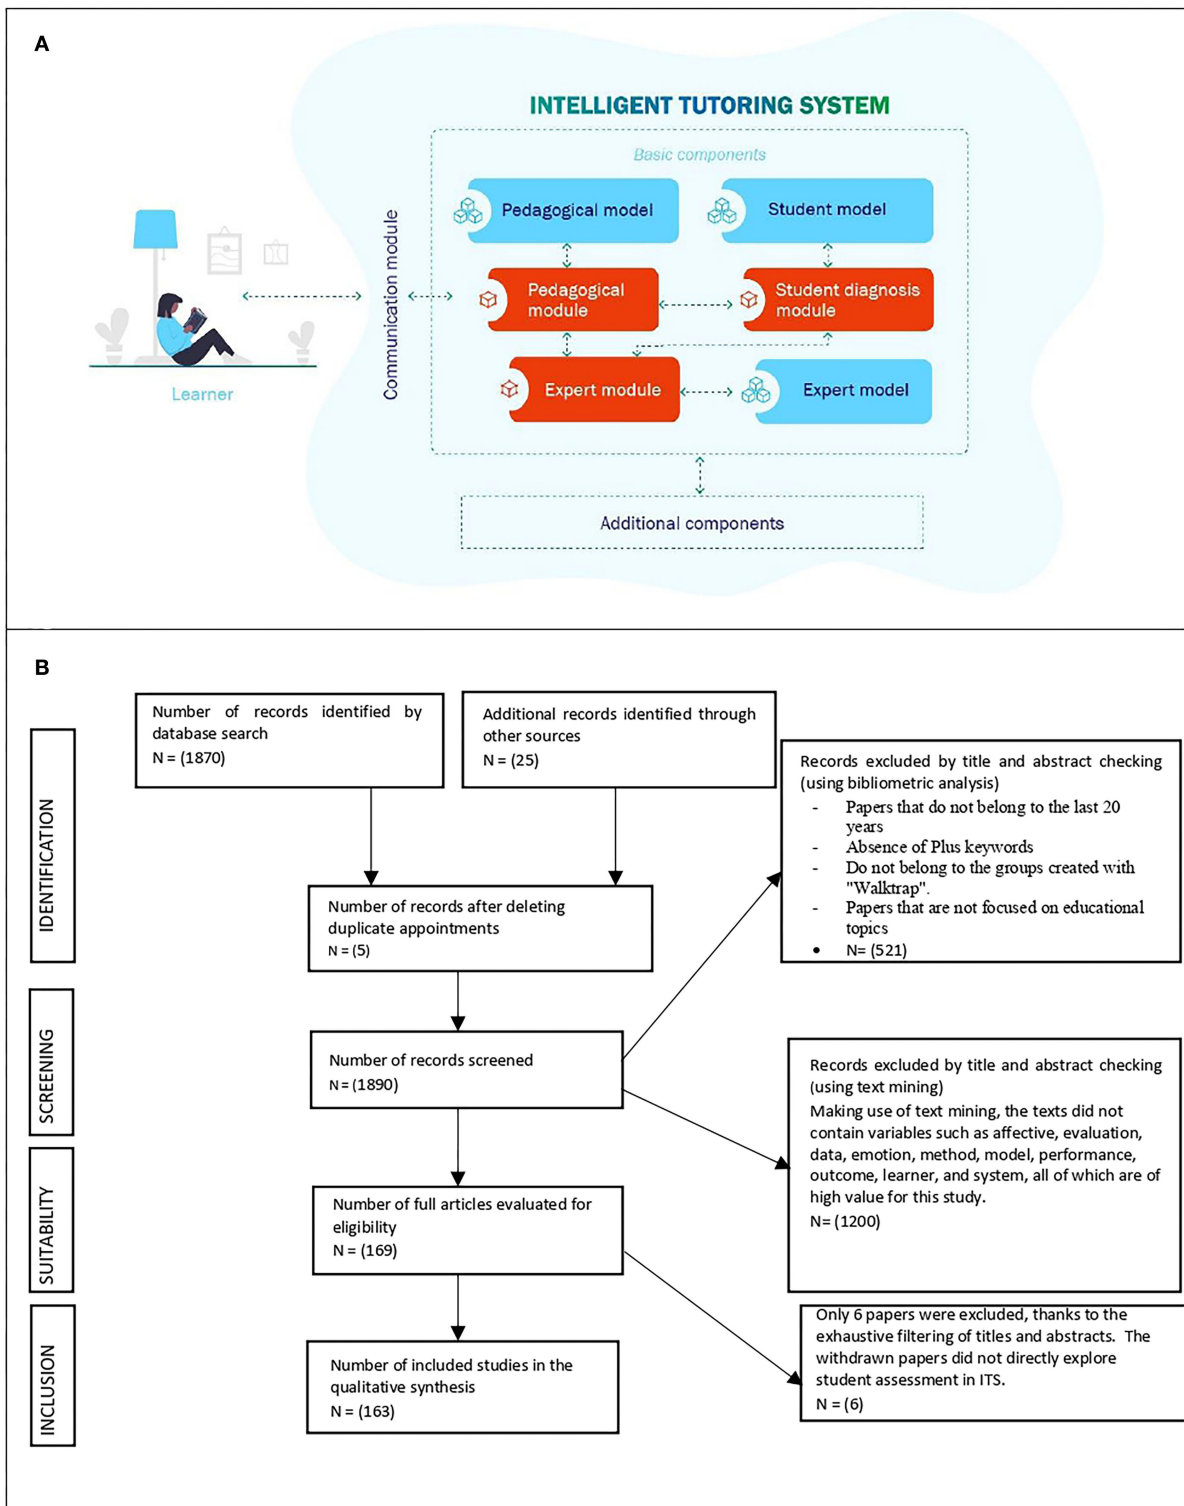 A
INTELLIGENT TUTORING SYSTEM
Basic components
Pedagogical model
Student model
Communication module
Pedagogical
module
Student diagnosis
module
Expert module
Expert model
Learner
Additional components
B
IDENTIFICATION
Number of records identified by
database search
N = (1870)
Additional records identified through
other sources
N = (25)
Records excluded by title and abstract checking
(using bibliometric analysis)
- Papers that do not belong to the last 20
years
- Absence of Plus keywords
- Do not belong to the groups created with
"Walktrap".
- Papers that are not focused on educational
topics
• N= (521)
Number of records after deleting
duplicate appointments
N = (5)
SCREENING
Number of records screened
N = (1890)
Records excluded by title and abstract checking
(using text mining)
Making use of text mining, the texts did not
contain variables such as affective, evaluation,
data, emotion, method, model, performance,
outcome, learner, and system, all of which are of
high value for this study.
N= (1200)
SUITABILITY
Number of full articles evaluated for
eligibility
N = (169)
Only 6 papers were excluded, thanks to the
exhaustive filtering of titles and abstracts. The
withdrawn papers did not directly explore
student assessment in ITS.
N = (6)
INCLUSION
Number of included studies in the
qualitative synthesis
N = (163)